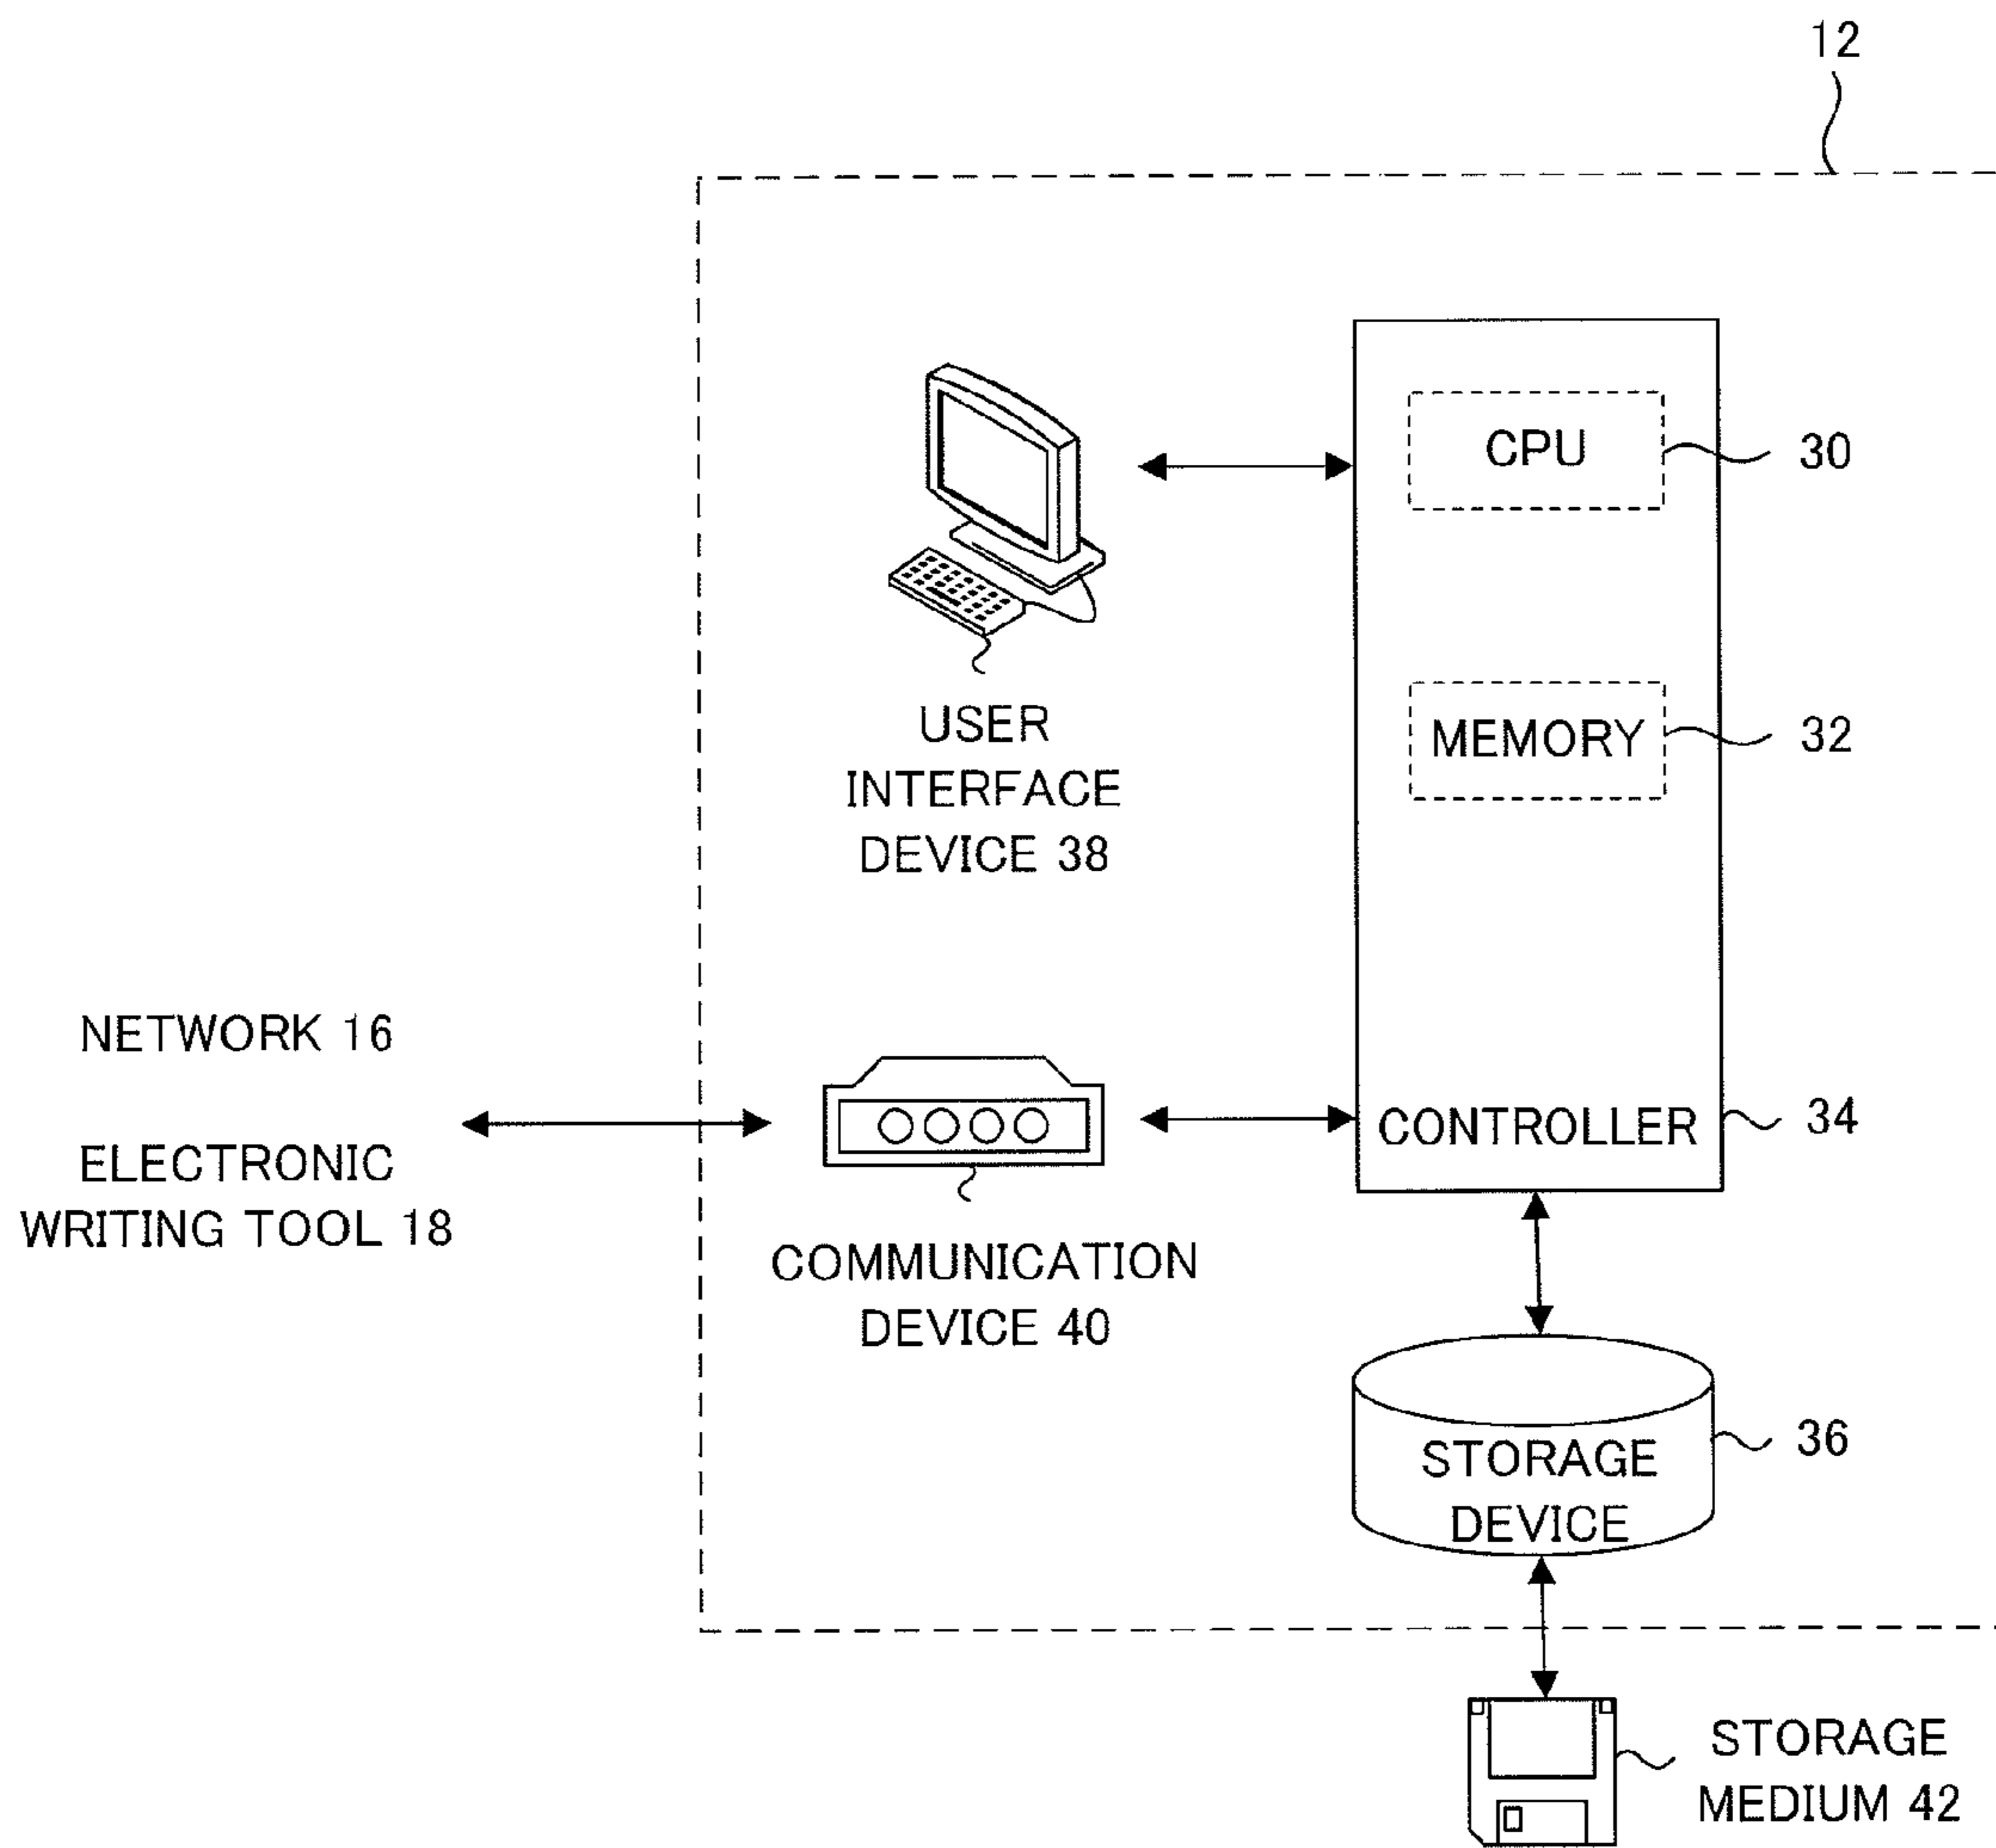 12
CPU
30
MEMORY
32
USER
INTERFACE
DEVICE 38
NETWORK 16
ELECTRONIC
WRITING TOOL 18
CONTROLLER
34
COMMUNICATION
DEVICE 40
STORAGE
DEVICE
36
STORAGE
MEDIUM 42